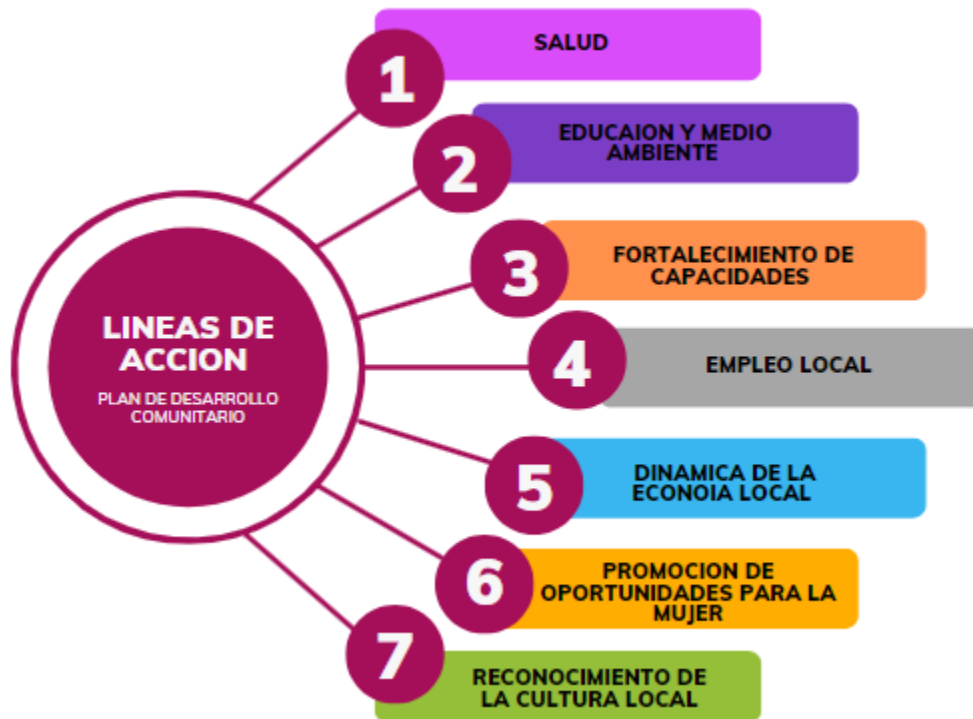 1
SALUD
2
EDUCAION Y MEDIO
AMBIENTE
3
FORTALECIMIENTO DE
CAPACIDADES
LINEAS DE
ACCION
PLAN DE DESARROLLO
COMUNITARIO
4
EMPLEO LOCAL
5
DINAMICA DE LA
ECONOIA LOCAL
6
PROMOCION DE
OPORTUNIDADES PARA LA
MUJER
7
RECONOCIMIENTO DE
LA CULTURA LOCAL